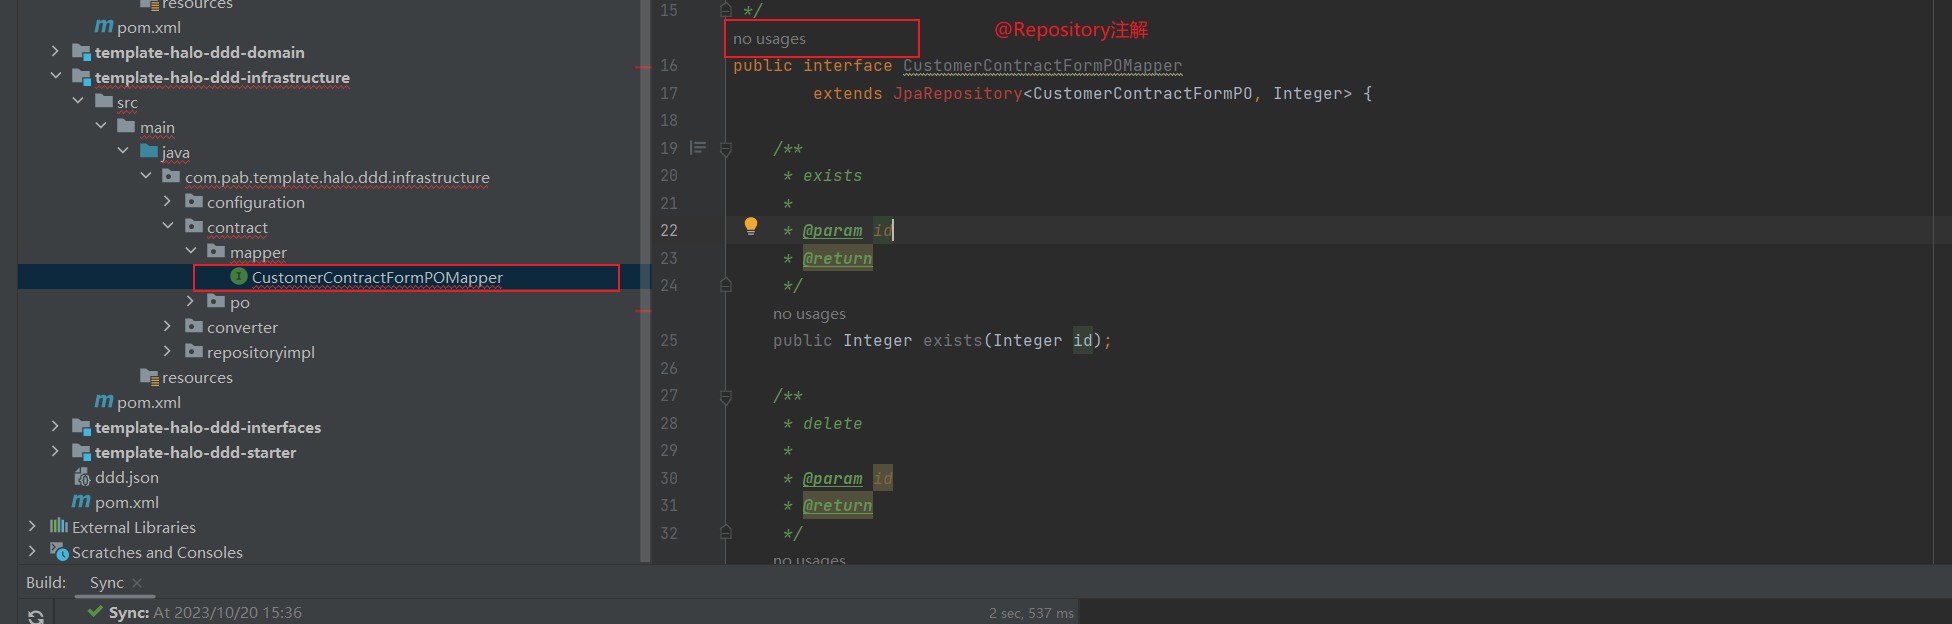 resources
pom.xml
template-halo-ddd-domain
template-halo-ddd-infrastructure
src
main
java
com.pab.template.halo.ddd.infrastructure
configuration
contract
mapper
CustomerContractFormPOMapper
po
converter
repositoryimpl
resources
pom.xml
template-halo-ddd-interfaces
template-halo-ddd-starter
ddd.json
pom.xml
External Libraries
Scratches and Consoles
15 */
no usages
@Repository注解
16 public interface CustomerContractFormPOMapper
17 extends JpaRepository<CustomerContractFormPO, Integer> {
18
19 /**
20 * exists
21 *
22 * @param id
23 * @return
24 */
no usages
25 public Integer exists(Integer id);
26
27 /**
28 * delete
29 *
30 * @param id
31 * @return
32 */
no usages
Build: Sync
Sync: At 2023/10/20 15:36 2 sec, 537 ms